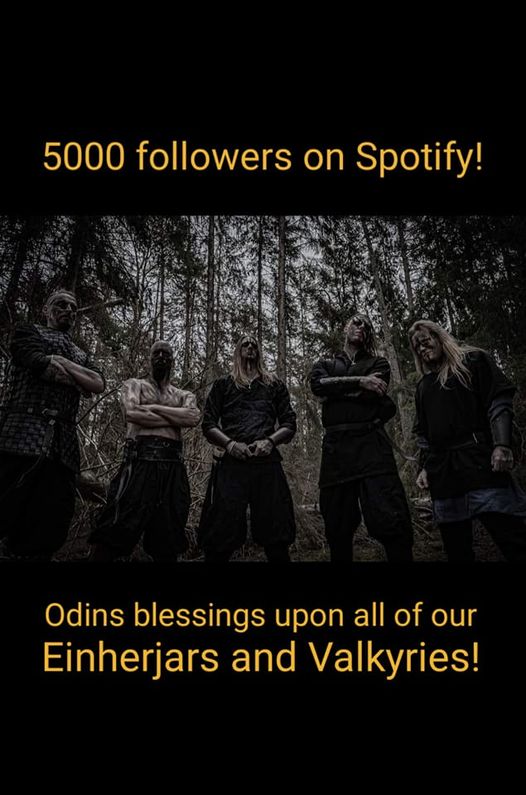 5000 followers on Spotify!
Odins blessings upon all of our
Einherjars and Valkyries!